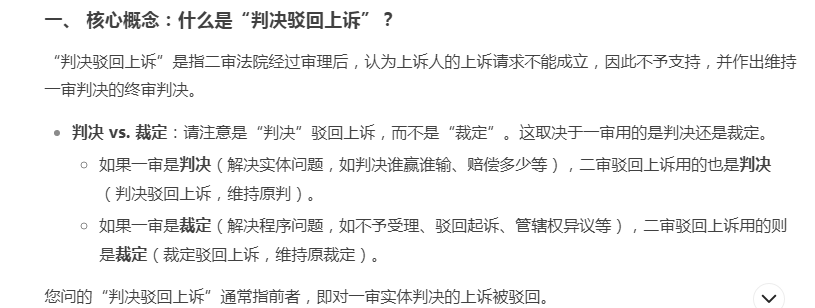 一、 核心概念：什么是“判决驳回上诉”？
“判决驳回上诉”是指二审法院经过审理后，认为上诉人的上诉请求不能成立，因此不予支持，并作出维持
一审判决的终审判决。
• 判决 vs. 裁定：请注意是“判决”驳回上诉，而不是“裁定”。这取决于一审用的是判决还是裁定。
○ 如果一审是判决（解决实体问题，如判决谁赢谁输、赔偿多少等），二审驳回上诉用的也是判决
（判决驳回上诉，维持原判）。
○ 如果一审是裁定（解决程序问题，如不予受理、驳回起诉、管辖权异议等），二审驳回上诉用的则
是裁定（裁定驳回上诉，维持原裁定）。
您问的“判决驳回上诉”通常指前者，即对一审实体判决的上诉被驳回。